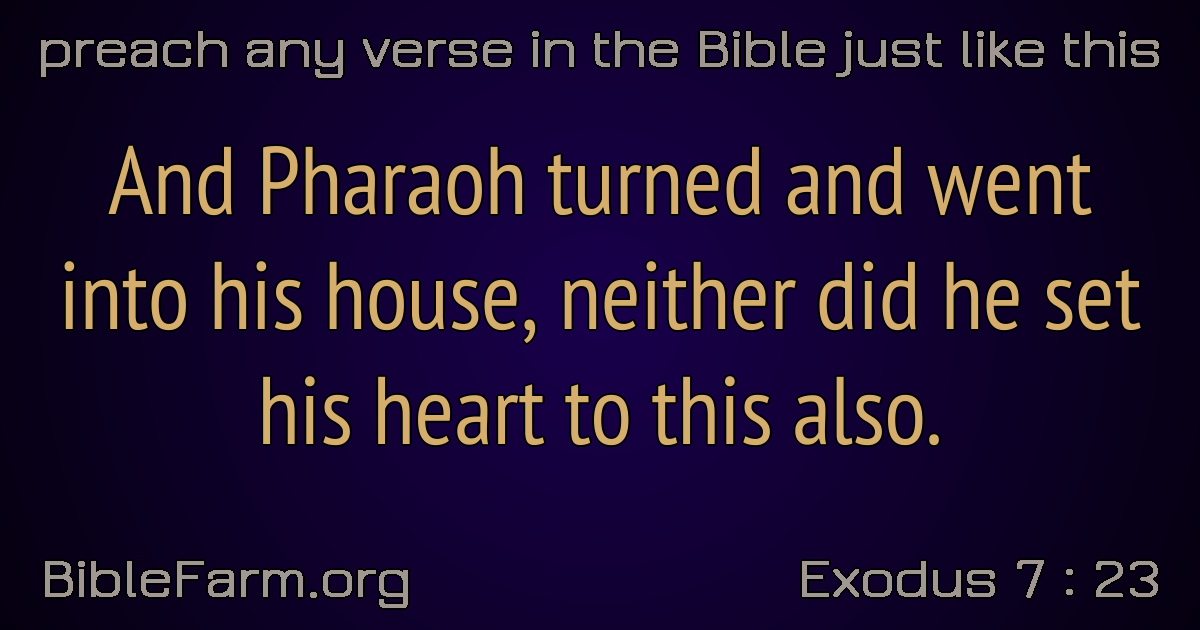 preach any verse in the Bible just like this
And Pharaoh turned and went
into his house, neither did he set
his heart to this also.
BibleFarm.org
Exodus 7 : 23